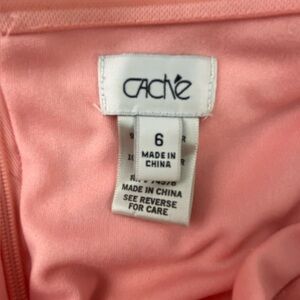 CACHÉ
6
MADE IN
CHINA
MADE IN CHINA
SEE REVERSE
FOR CARE